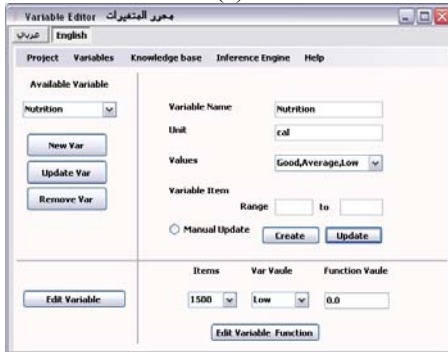 Variable Editor محرر المتغيرات
عربي English
Project Variables Knowledge base Inference Engine Help
Available Variable
Nutrition
New Var
Update Var
Remove Var
Variable Name Nutrition
Unit cal
Values Good,Average,Low
Variable Item
Range to
Manual Update Create Update
Items Var Vaule Function Vaule
Edit Variable 1500 Low 0.0
Edit Variable Function